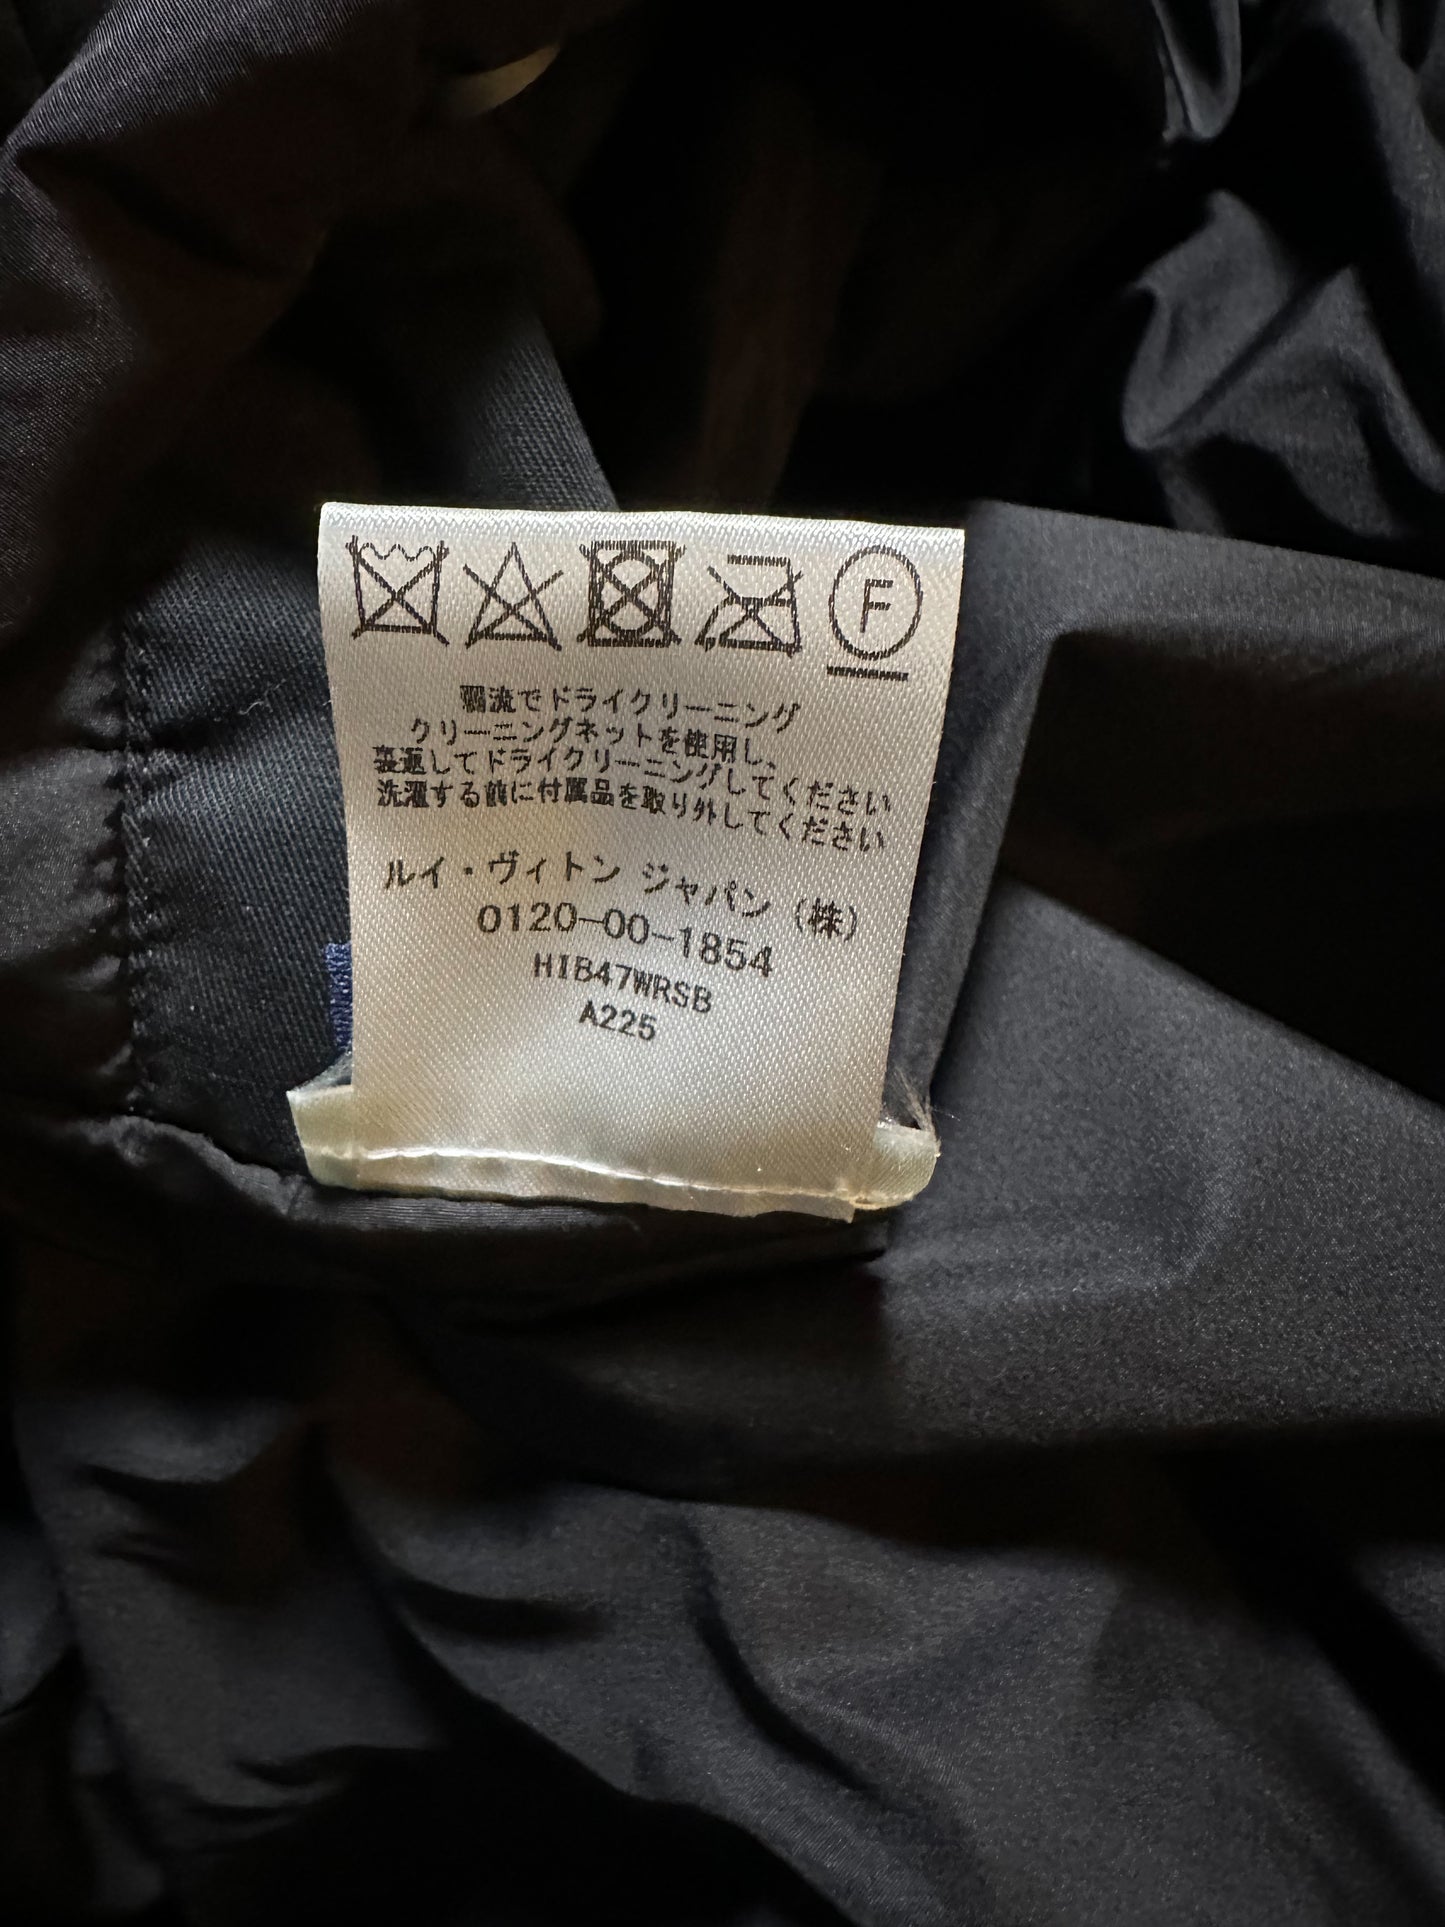 F
弱流でドライクリーニング
クリーニングネットを使用し、
裏返してドライクリーニングしてください
洗濯する前に付属品を取り外してください
ルイ・ヴィトン ジャパン (株)
0120-00-1854
HIB47WRSB
A225